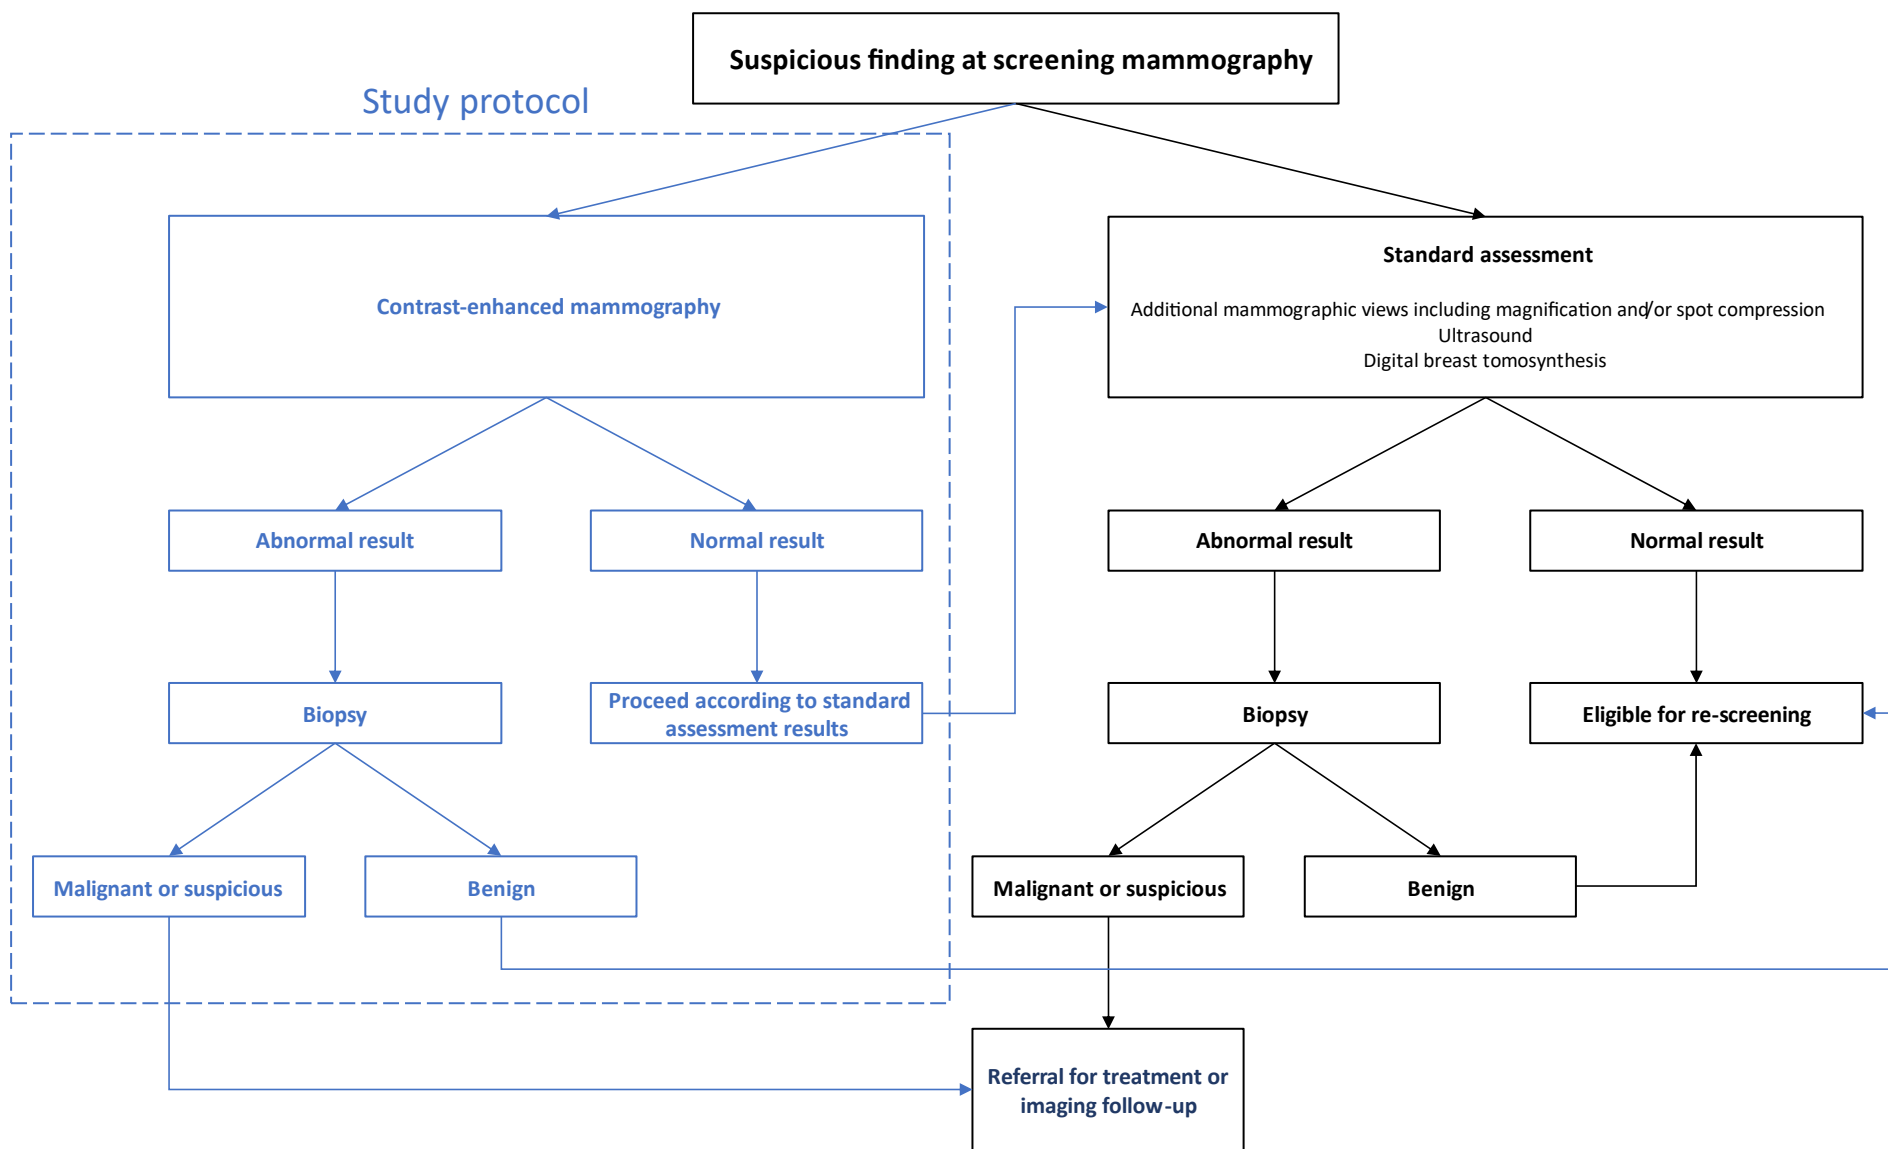 Suspicious finding at screening mammography
Study protocol
Contrast-enhanced mammography
Standard assessment
Additional mammographic views including magnification and/or spot compression
Ultrasound
Digital breast tomosynthesis
Abnormal result
Normal result
Abnormal result
Normal result
Biopsy
Proceed according to standard
assessment results
Biopsy
Eligible for re-screening
Malignant or suspicious
Benign
Malignant or suspicious
Benign
Referral for treatment or
imaging follow-up